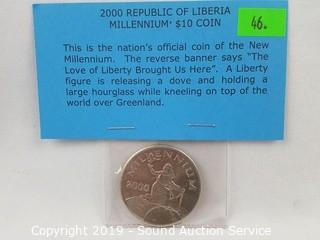 2000 REPUBLIC OF LIBERIA
MILLENNIUM' $10 COIN
46.
This is the nation's official coin of the New
Millennium. The reverse banner says "The
Love of Liberty Brought Us Here". A Liberty
figure is releasing a dove and holding a
large hourglass while kneeling on top of the
world over Greenland.
MILLENNIUM
2000
Copyright 2019 - Sound Auction Service